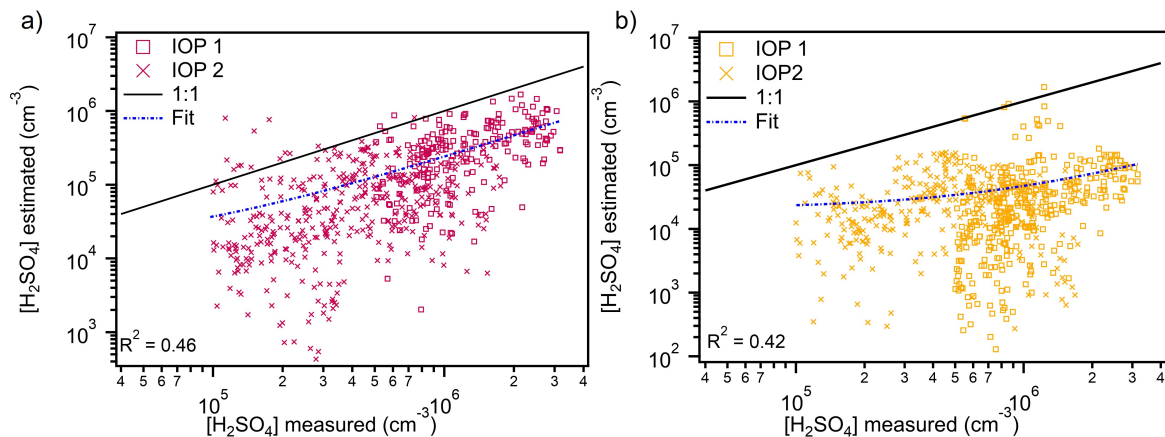 a)
[H2SO4] estimated (cm-3)
10^7
10^6
10^5
10^4
10^3
IOP 1
IOP 2
1:1
Fit
R^2 = 0.46
4 5 6 7 2 3 4 5 6 7 2 3 4
10^5 10^6
[H2SO4] measured (cm-3)
b)
[H2SO4] estimated (cm-3)
10^7
10^6
10^5
10^4
10^3
10^2
IOP 1
IOP2
1:1
Fit
R^2 = 0.42
4 5 6 7 2 3 4 5 6 7 2 3 4
10^5 10^6
[H2SO4] measured (cm-3)